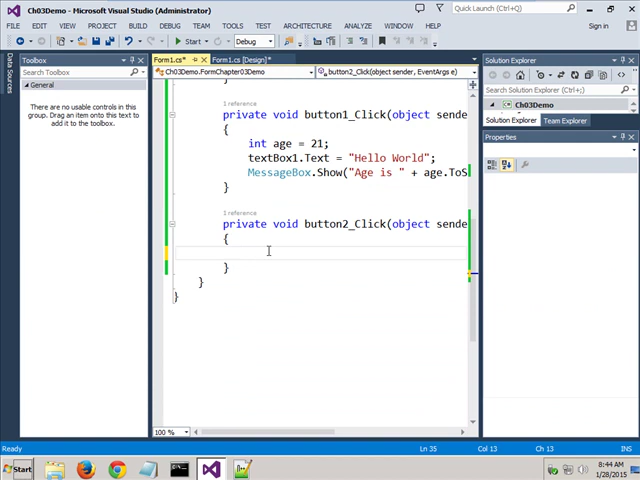 Ch03Demo - Microsoft Visual Studio (Administrator)
Quick Launch (Ctrl+Q)
FILE EDIT VIEW PROJECT BUILD DEBUG TEAM TOOLS TEST ARCHITECTURE ANALYZE WINDOW HELP
Sign in
Start Debug
Data Sources
Toolbox
Search Toolbox
General
There are no usable controls in this
group. Drag an item onto this text to
add it to the toolbox.
Form1.cs* Form1.cs [Design]*
Ch03Demo.FormChapter03Demo button2_Click(object sender, EventArgs e)
}
1 reference
private void button1_Click(object sende
{
int age = 21;
textBox1.Text = "Hello World";
MessageBox.Show("Age is " + age.ToS
}
1 reference
private void button2_Click(object sende
{
}
}
}
100 %
Solution Explorer
Search Solution Explorer (Ctrl+;)
Ch03Demo
Solution Explorer Team Explorer
Properties
Ready Ln 35 Col 13 Ch 13 INS
Start
8:44 AM
1/28/2015